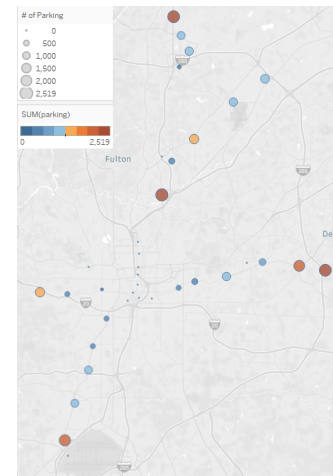 # of Parking
0
500
1,000
1,500
2,000
2,519
SUM(parking)
0 2,519
Fulton
De